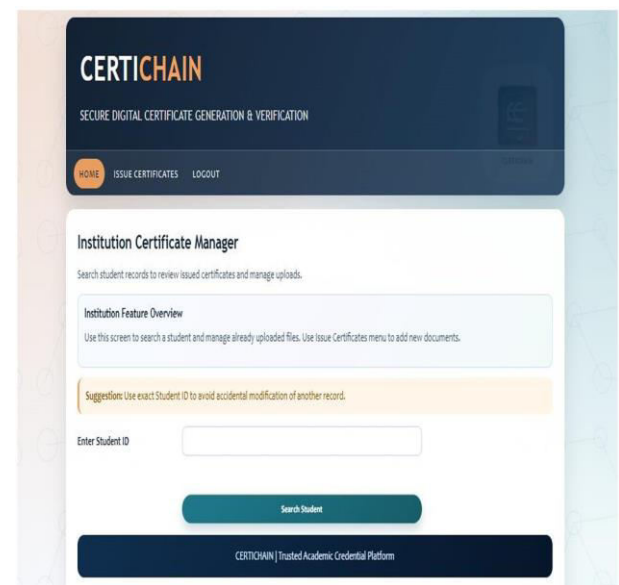 CERTICHAIN
SECURE DIGITAL CERTIFICATE GENERATION & VERIFICATION
HOME ISSUE CERTIFICATES LOGOUT
Institution Certificate Manager
Search student records to review issued certificates and manage uploads.
Institution Feature Overview
Use this screen to search a student and manage already uploaded files. Use Issue Certificates menu to add new documents.
Suggestion: Use exact Student ID to avoid accidental modification of another record.
Enter Student ID
Search Student
CERTICHAIN | Trusted Academic Credential Platform